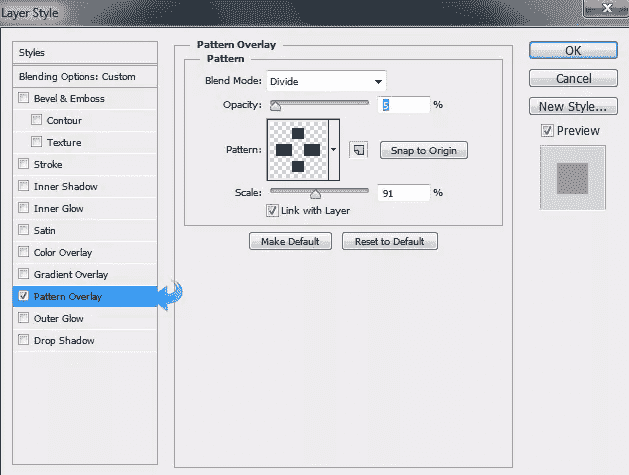 Layer Style
Styles
Blending Options: Custom
Bevel & Emboss
Contour
Texture
Stroke
Inner Shadow
Inner Glow
Satin
Color Overlay
Gradient Overlay
Pattern Overlay
Outer Glow
Drop Shadow
Pattern Overlay
Pattern
Blend Mode: Divide
Opacity: 5 %
Pattern: Snap to Origin
Scale: 91 %
Link with Layer
Make Default Reset to Default
OK
Cancel
New Style...
Preview